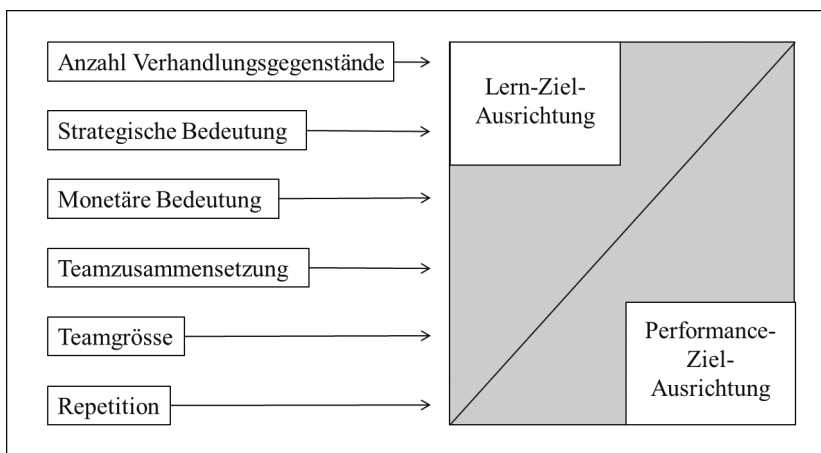 Anzahl Verhandlungsgegenstände
Strategische Bedeutung
Monetäre Bedeutung
Teamzusammensetzung
Teamgrösse
Repetition
Lern-Ziel-
Ausrichtung
Performance-
Ziel-
Ausrichtung